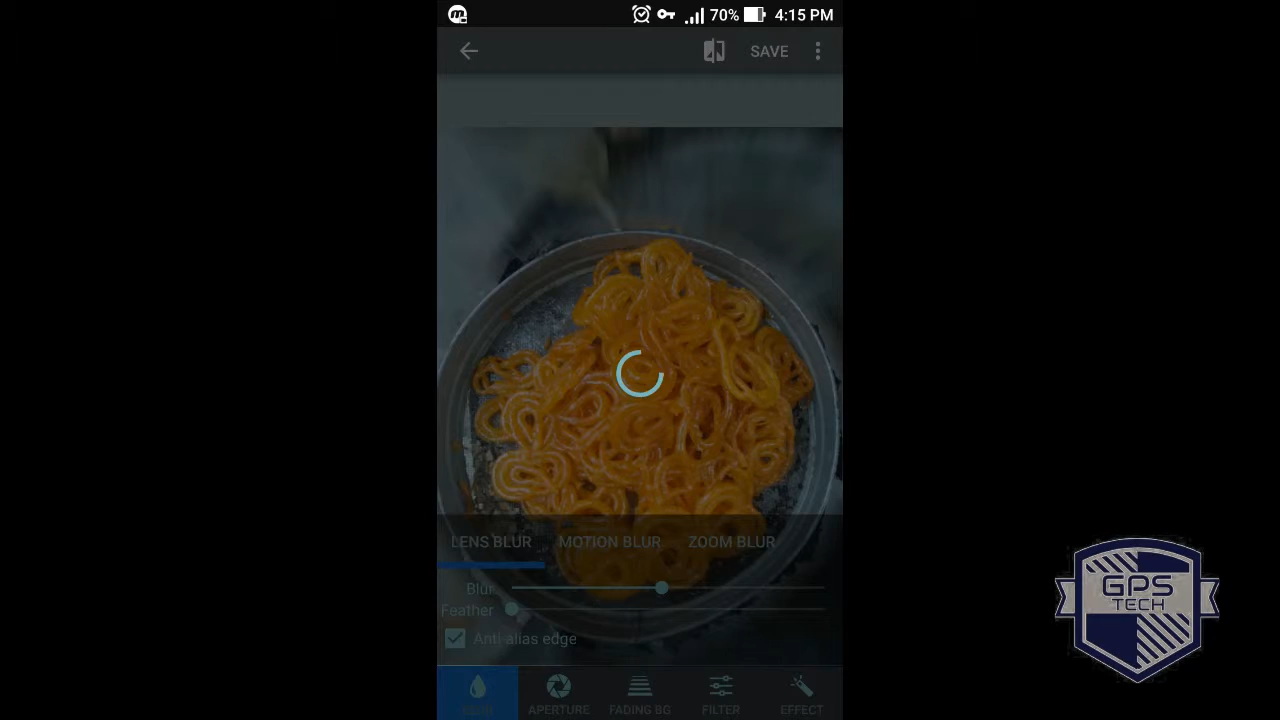 70% 4:15 PM
SAVE
LENS BLUR MOTION BLUR ZOOM BLUR
Blur
Feather
Anti-alias edge
BLUR APERTURE FADING BG FILTER EFFECT
GPS
TECH